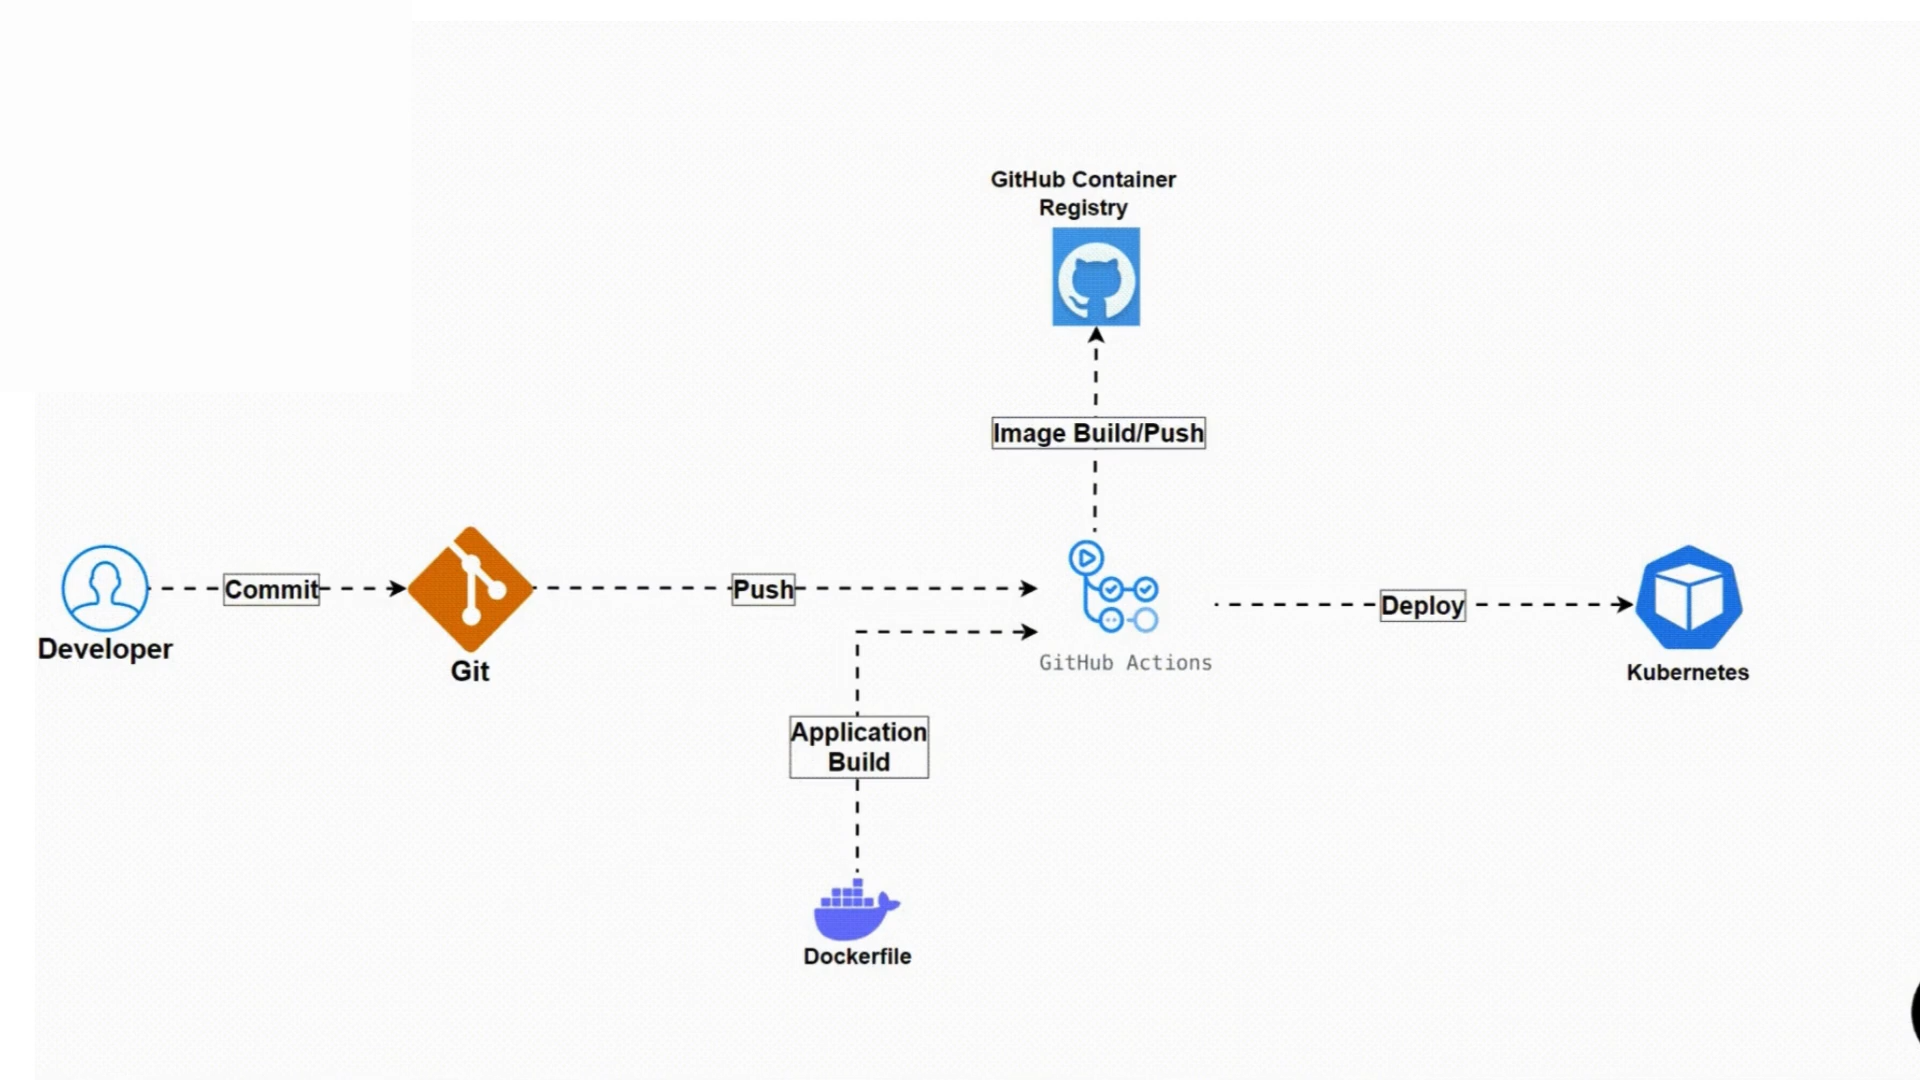 GitHub Container
Registry
Image Build/Push
Commit
Push
Deploy
Developer
Git
GitHub Actions
Kubernetes
Application
Build
Dockerfile